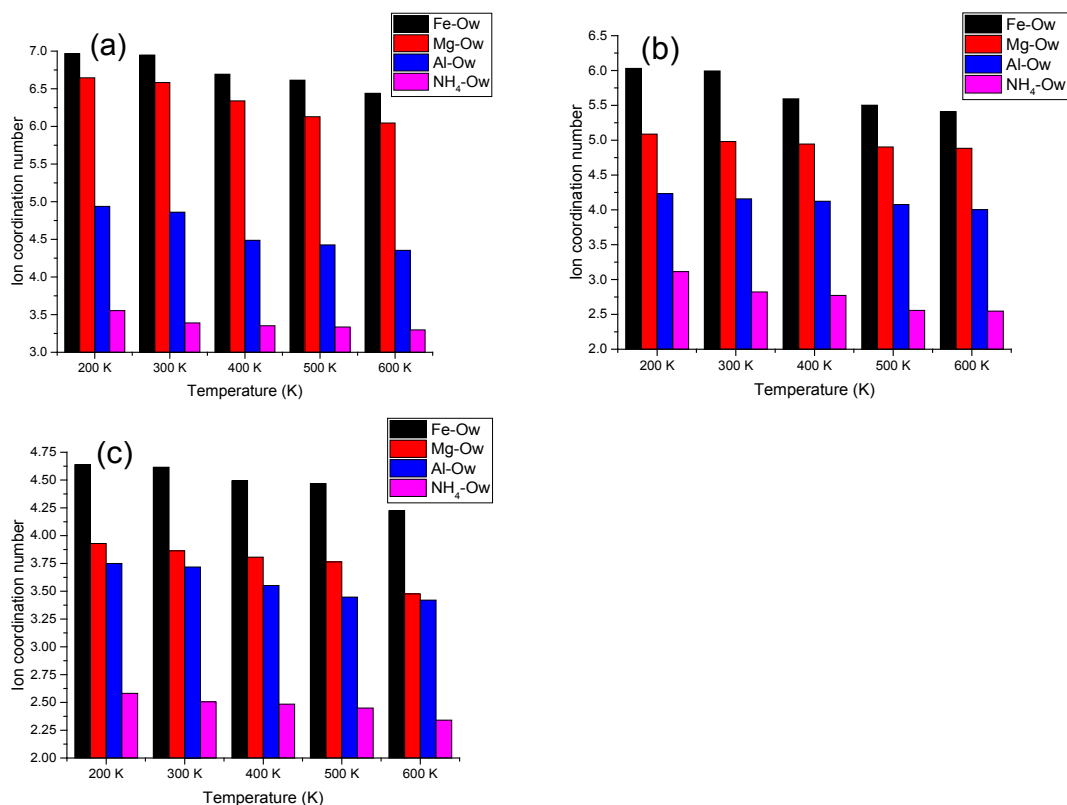 (a)
Fe-Ow
Mg-Ow
Al-Ow
NH₄-Ow
7.0
6.5
6.0
5.5
5.0
4.5
4.0
3.5
3.0
Ion coordination number
200 K 300 K 400 K 500 K 600 K
Temperature (K)
(b)
Fe-Ow
Mg-Ow
Al-Ow
NH₄-Ow
6.5
6.0
5.5
5.0
4.5
4.0
3.5
3.0
2.5
2.0
Ion coordination number
200 K 300 K 400 K 500 K 600 K
Temperature (K)
(c)
Fe-Ow
Mg-Ow
Al-Ow
NH₄-Ow
4.75
4.50
4.25
4.00
3.75
3.50
3.25
3.00
2.75
2.50
2.25
2.00
Ion coordination number
200 K 300 K 400 K 500 K 600 K
Temperature (K)